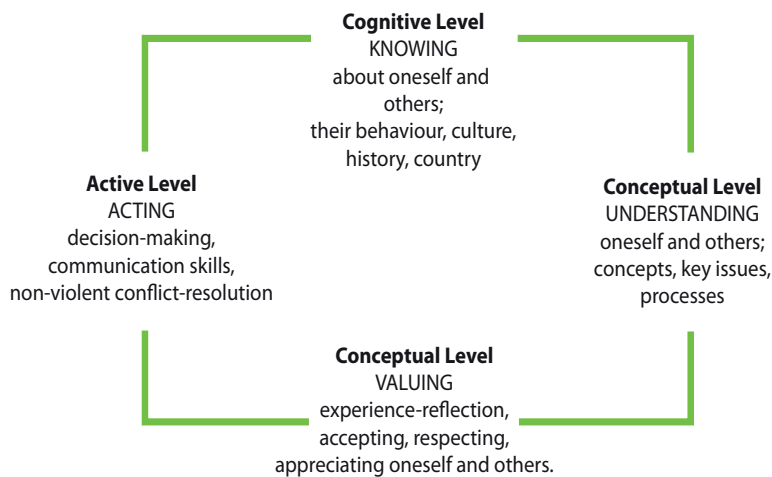 Cognitive Level
KNOWING
about oneself and
others;
their behaviour, culture,
history, country
Active Level
ACTING
decision-making,
communication skills,
non-violent conflict-resolution
Conceptual Level
UNDERSTANDING
oneself and others;
concepts, key issues,
processes
Conceptual Level
VALUING
experience-reflection,
accepting, respecting,
appreciating oneself and others.